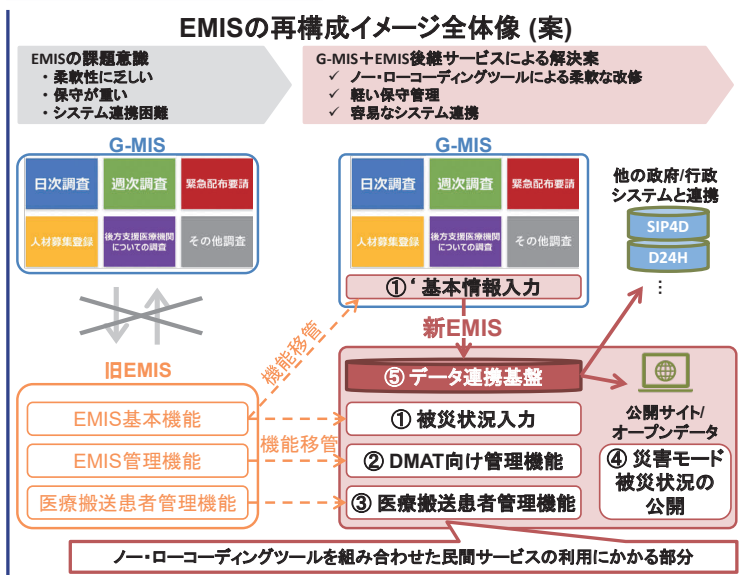 EMISの再構成イメージ全体像 (案)
EMISの課題意識
・柔軟性に乏しい
・保守が重い
・システム連携困難
G-MIS＋EMIS後継サービスによる解決案
✓ ノー・ローコーディングツールによる柔軟な改修
✓ 軽い保守管理
✓ 容易なシステム連携
G-MIS
日次調査
週次調査
緊急配布要請
人材募集登録
後方支援医療機関
についての調査
その他調査
G-MIS
日次調査
週次調査
緊急配布要請
人材募集登録
後方支援医療機関
についての調査
その他調査
①‘基本情報入力
他の政府/行政
システムと連携
SIP4D
D24H
⋮
機能移管
新EMIS
旧EMIS
EMIS基本機能
EMIS管理機能
医療搬送患者管理機能
機能移管
⑤ データ連携基盤
① 被災状況入力
② DMAT向け管理機能
③ 医療搬送患者管理機能
公開サイト/
オープンデータ
④ 災害モード
被災状況の
公開
ノー・ローコーディングツールを組み合わせた民間サービスの利用にかかる部分